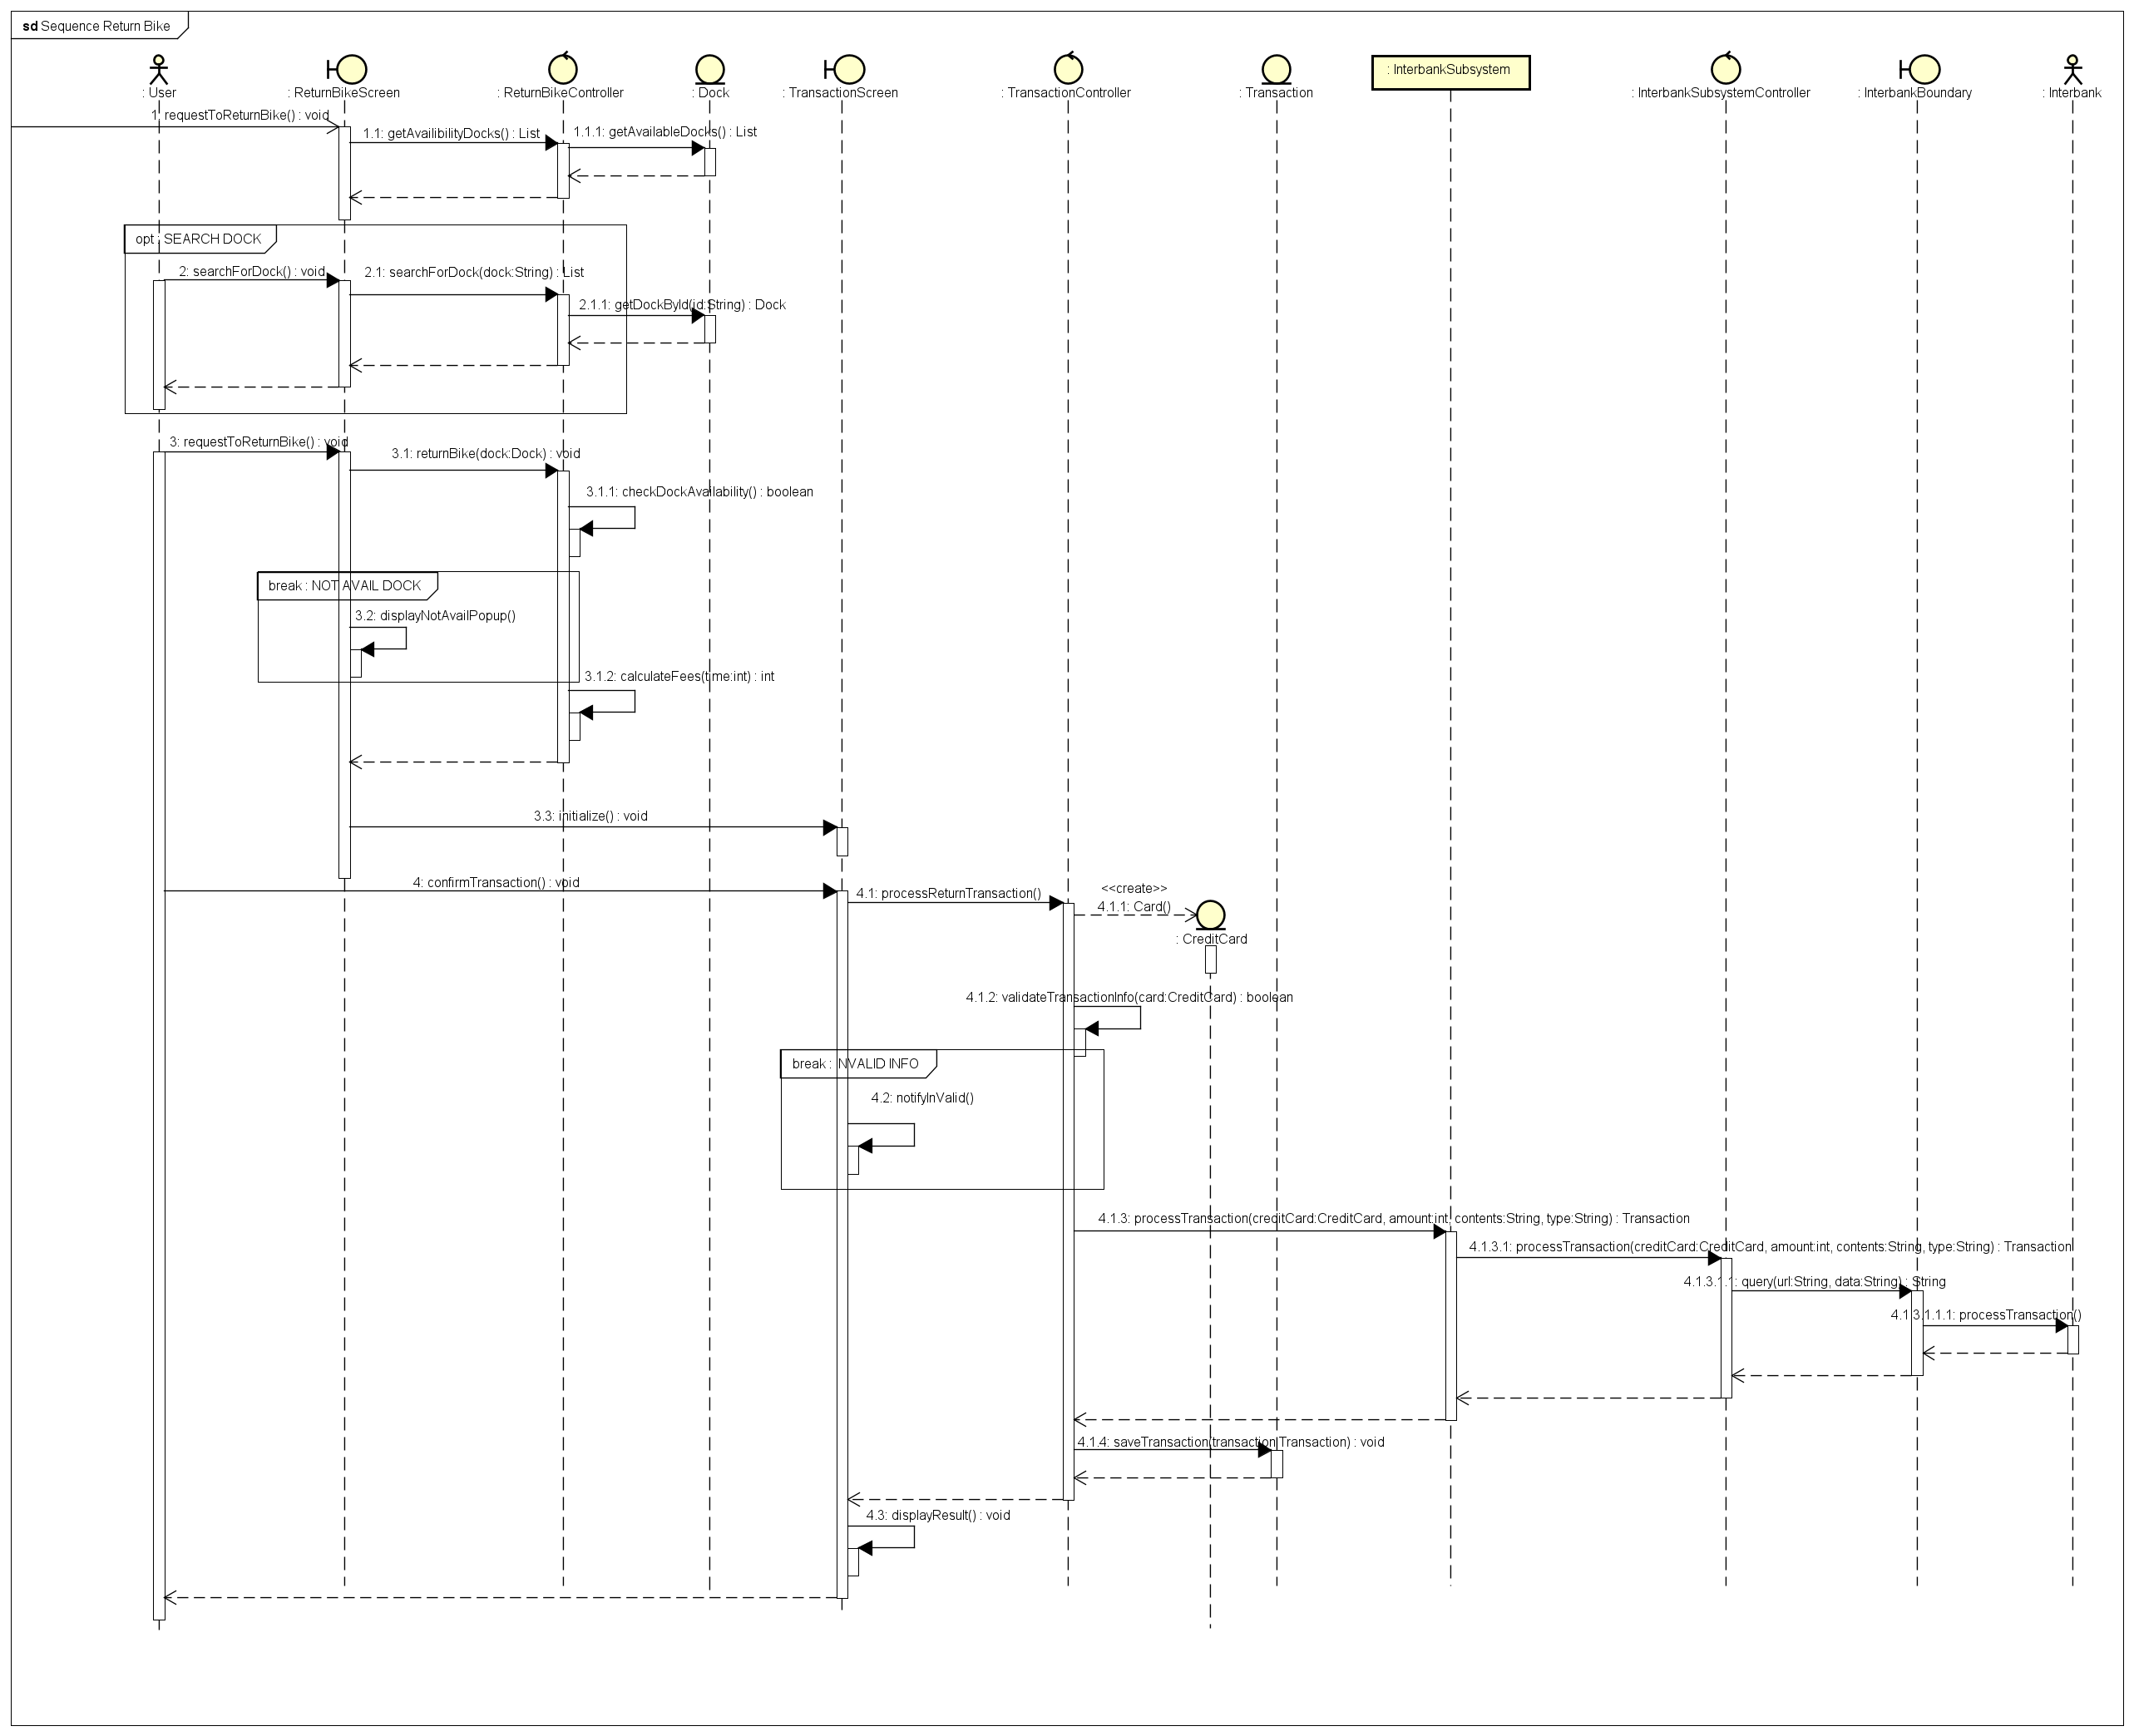 sd Sequence Return Bike
: User
: ReturnBikeScreen
: ReturnBikeController
: Dock
: TransactionScreen
: TransactionController
: Transaction
: InterbankSubsystem
: InterbankSubsystemController
: InterbankBoundary
: Interbank
1: requestToReturnBike() : void
1.1: getAvailibilityDocks() : List
1.1.1: getAvailableDocks() : List
opt : SEARCH DOCK
2: searchForDock() : void
2.1: searchForDock(dock:String) : List
2.1.1: getDockById(id:String) : Dock
3: requestToReturnBike() : void
3.1: returnBike(dock:Dock) : void
3.1.1: checkDockAvailability() : boolean
break : NOT AVAIL DOCK
3.2: displayNotAvailPopup()
3.1.2: calculateFees(time:int) : int
3.3: initialize() : void
4: confirmTransaction() : void
4.1: processReturnTransaction()
<<create>>
4.1.1: Card()
: CreditCard
4.1.2: validateTransactionInfo(card:CreditCard) : boolean
break : INVALID INFO
4.2: notifyInValid()
4.1.3: processTransaction(creditCard:CreditCard, amount:int, contents:String, type:String) : Transaction
4.1.3.1: processTransaction(creditCard:CreditCard, amount:int, contents:String, type:String) : Transaction
4.1.3.1.1: query(url:String, data:String) : String
4.1.3.1.1.1: processTransaction()
4.1.4: saveTransaction(transaction:Transaction) : void
4.3: displayResult() : void